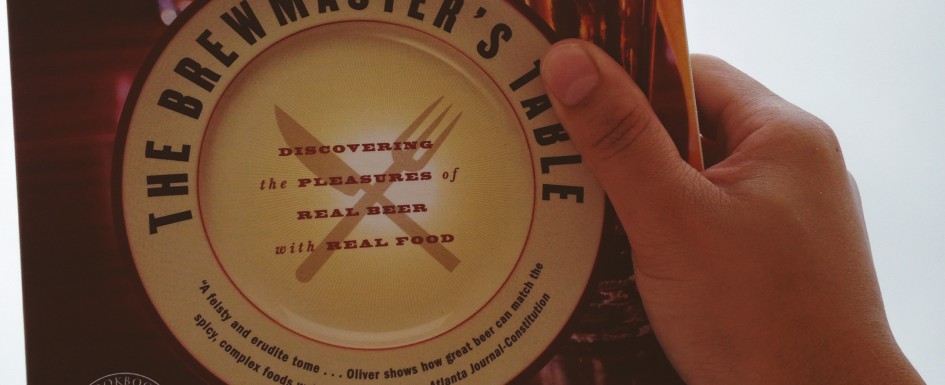 THE BREWMASTER'S TABLE
DISCOVERING
the PLEASURES of
REAL BEER
with REAL FOOD
"A feisty and erudite tome . . . Oliver shows how great beer can match the
spicy, complex foods
Atlanta Journal-Constitution